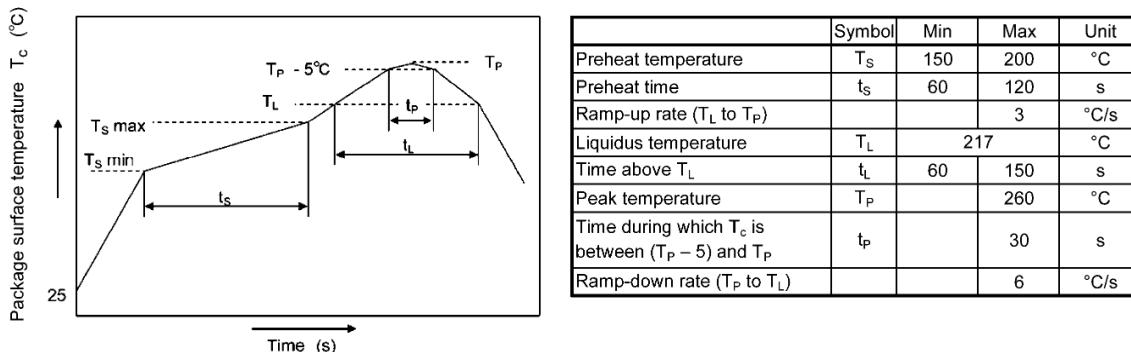 Package surface temperature T_C (°C)
T_P - 5°C
T_P
T_L
t_P
T_S max
T_S min
t_L
t_S
25
Time (s)
Symbol Min Max Unit
Preheat temperature T_S 150 200 °C
Preheat time t_S 60 120 s
Ramp-up rate (T_L to T_P) 3 °C/s
Liquidus temperature T_L 217 °C
Time above T_L t_L 60 150 s
Peak temperature T_P 260 °C
Time during which T_c is
between (T_P – 5) and T_P t_P 30 s
Ramp-down rate (T_P to T_L) 6 °C/s